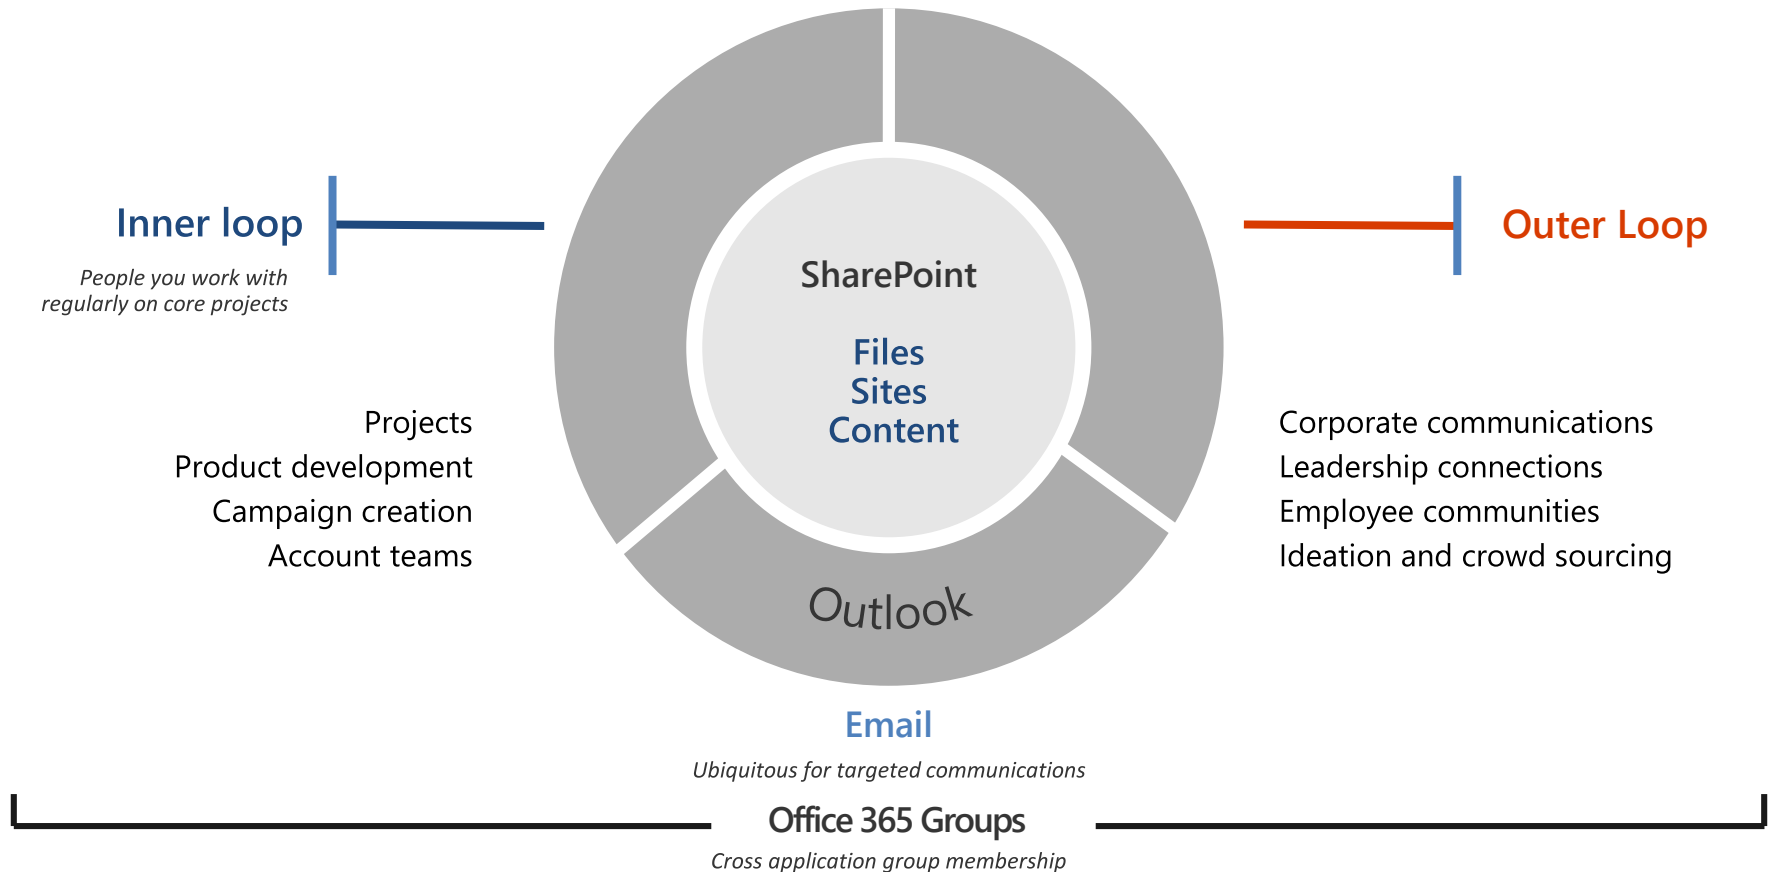 Inner loop
People you work with
regularly on core projects
Projects
Product development
Campaign creation
Account teams
SharePoint
Files
Sites
Content
Outlook
Outer Loop
Corporate communications
Leadership connections
Employee communities
Ideation and crowd sourcing
Email
Ubiquitous for targeted communications
Office 365 Groups
Cross application group membership